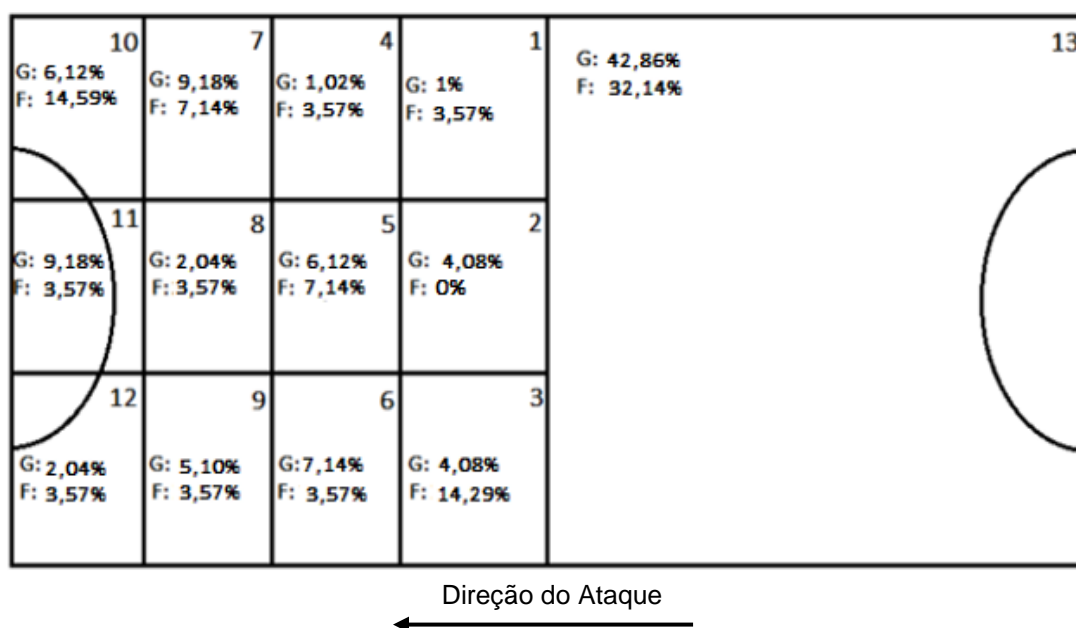 10
G: 6,12%
F: 14,59%
7
G: 9,18%
F: 7,14%
4
G: 1,02%
F: 3,57%
1
G: 1%
F: 3,57%
13
G: 42,86%
F: 32,14%
11
G: 9,18%
F: 3,57%
8
G: 2,04%
F: 3,57%
5
G: 6,12%
F: 7,14%
2
G: 4,08%
F: 0%
12
G: 2,04%
F: 3,57%
9
G: 5,10%
F: 3,57%
6
G: 7,14%
F: 3,57%
3
G: 4,08%
F: 14,29%
Direção do Ataque